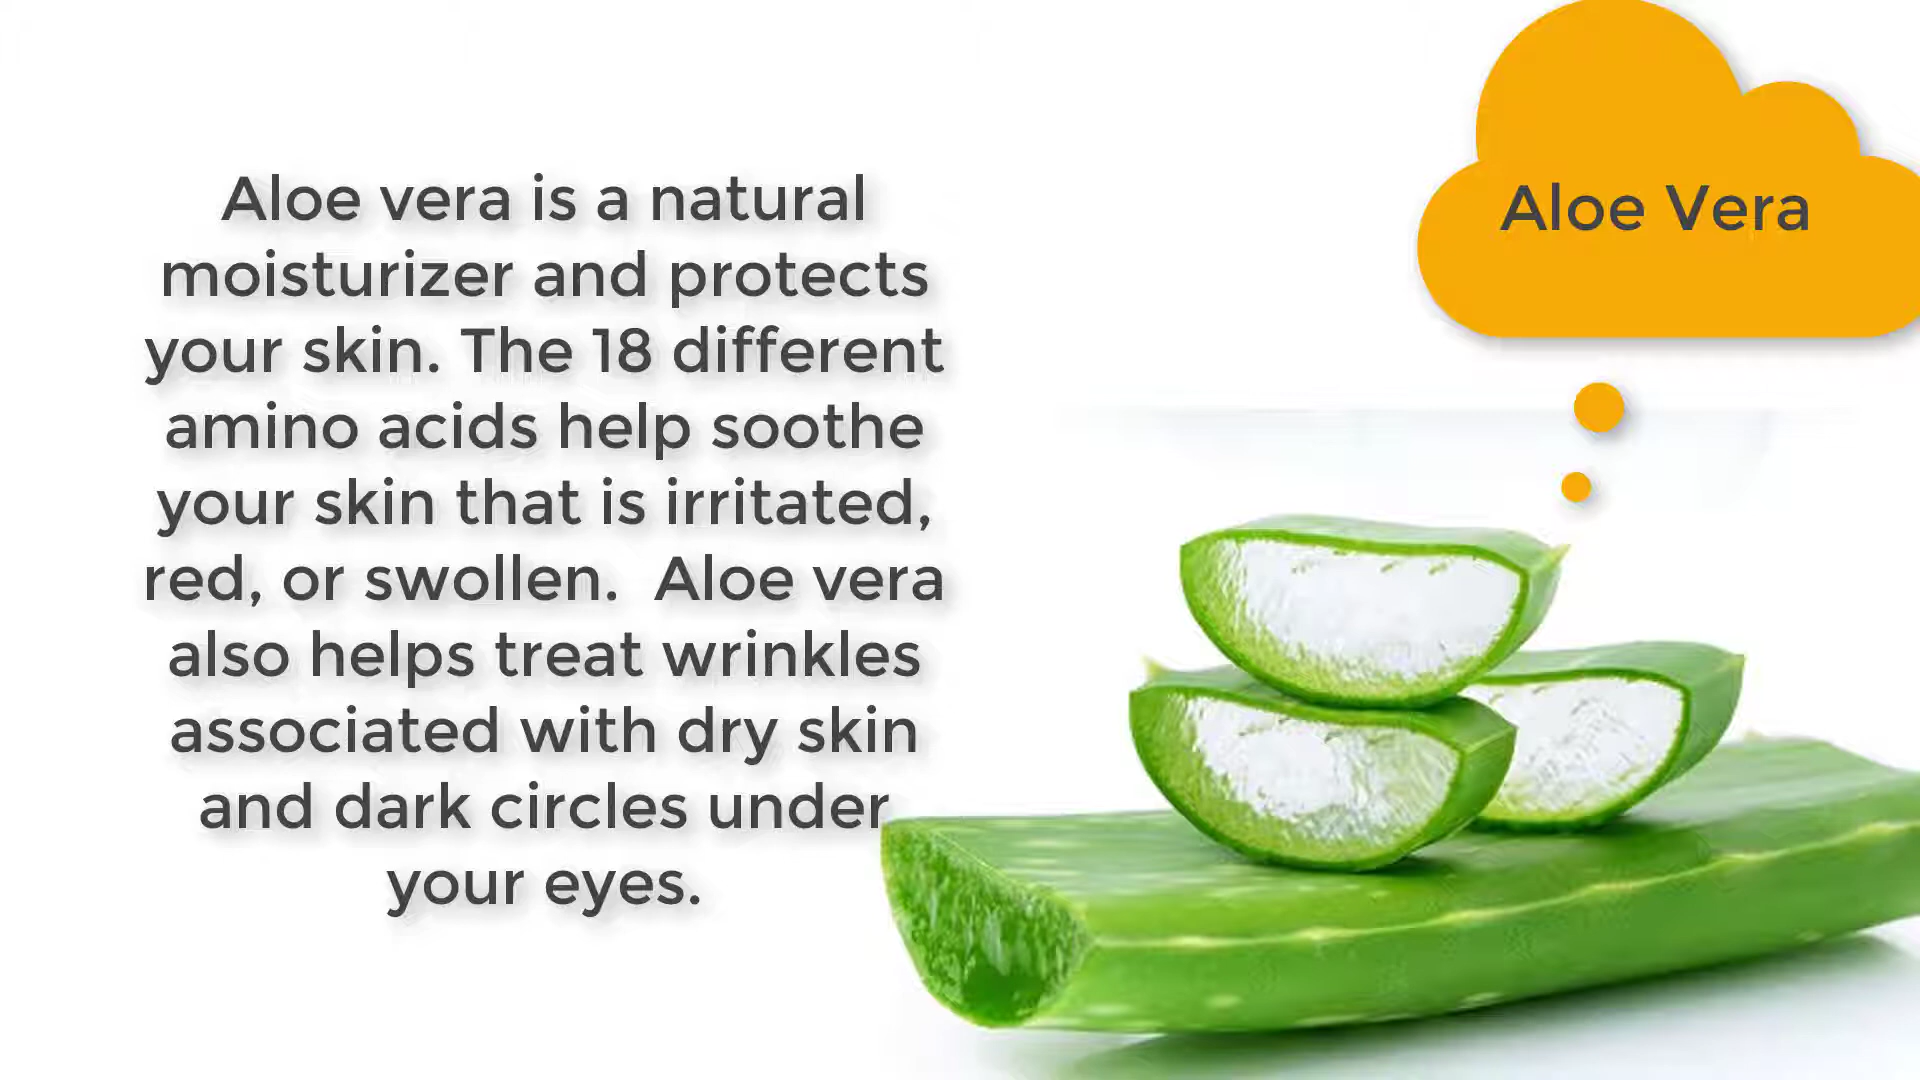 Aloe vera is a natural
moisturizer and protects
your skin. The 18 different
amino acids help soothe
your skin that is irritated,
red, or swollen.  Aloe vera
also helps treat wrinkles
associated with dry skin
and dark circles under
your eyes.
Aloe Vera